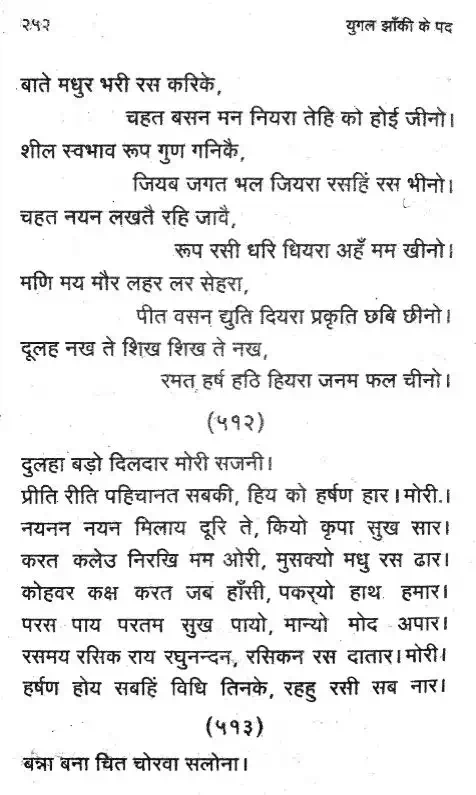 २५२ युगल झाँकी के पद
बाते मधुर भरी रस करिके,
चहत बसन मन नियरा तेहि को होई जीनो।
शील स्वभाव रूप गुण गनिकै,
जियब जगत भल जियरा रसहिं रस भीनो।
चहत नयन लखतै रहि जावै,
रूप रसी धरि धियरा अहँ मम खीनो।
मणि मय मौर लहर लर सेहरा,
पीत वसन द्युति दियरा प्रकृति छबि छीनो।
दूलह नख ते शिख शिख ते नख,
रमत हर्ष हठि हियरा जनम फल चीनो।
(५१२)
दुलहा बड़ो दिलदार मोरी सजनी।
प्रीति रीति पहिचानत सबकी, हिय को हर्षण हार।मोरी.।
नयनन नयन मिलाय दूरि ते, कियो कृपा सुख सार।
करत कलेउ निरखि मम ओरी, मुसक्यो मधु रस ढार।
कोहवर कक्ष करत जब हाँसी, पकर्‌यो हाथ हमार।
परस पाय परतम सुख पायो, मान्यो मोद अपार।
रसमय रसिक राय रघुनन्दन, रसिकन रस दातार।मोरी।
हर्षण होय सबहिं विधि तिनके, रहहु रसी सब नार।
(५१३)
बन्ना बना चित चोरवा सलोना।